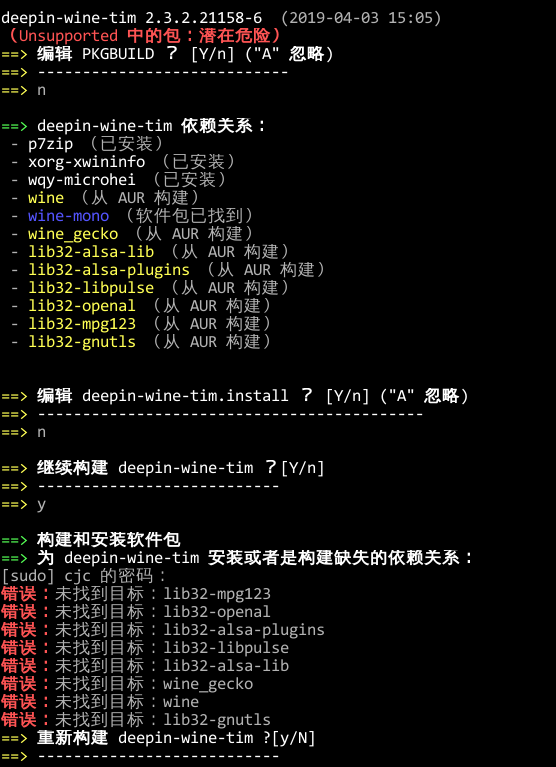 deepin-wine-tim 2.3.2.21158-6 (2019-04-03 15:05)
(Unsupported 中的包：潜在危险)
==> 编辑 PKGBUILD ? [Y/n] ("A" 忽略)
==> ----------------------------
==> n
==> deepin-wine-tim 依赖关系：
- p7zip （已安装）
- xorg-xwininfo （已安装）
- wqy-microhei （已安装）
- wine （从 AUR 构建）
- wine-mono （软件包已找到）
- wine_gecko （从 AUR 构建）
- lib32-alsa-lib （从 AUR 构建）
- lib32-alsa-plugins （从 AUR 构建）
- lib32-libpulse （从 AUR 构建）
- lib32-openal （从 AUR 构建）
- lib32-mpg123 （从 AUR 构建）
- lib32-gnutls （从 AUR 构建）
==> 编辑 deepin-wine-tim.install ? [Y/n] ("A" 忽略)
==> -------------------------------------------
==> n
==> 继续构建 deepin-wine-tim ？[Y/n]
==> ---------------------------
==> y
==> 构建和安装软件包
==> 为 deepin-wine-tim 安装或者是构建缺失的依赖关系：
[sudo] cjc 的密码：
错误：未找到目标：lib32-mpg123
错误：未找到目标：lib32-openal
错误：未找到目标：lib32-alsa-plugins
错误：未找到目标：lib32-libpulse
错误：未找到目标：lib32-alsa-lib
错误：未找到目标：wine_gecko
错误：未找到目标：wine
错误：未找到目标：lib32-gnutls
==> 重新构建 deepin-wine-tim ?[y/N]
==> ---------------------------